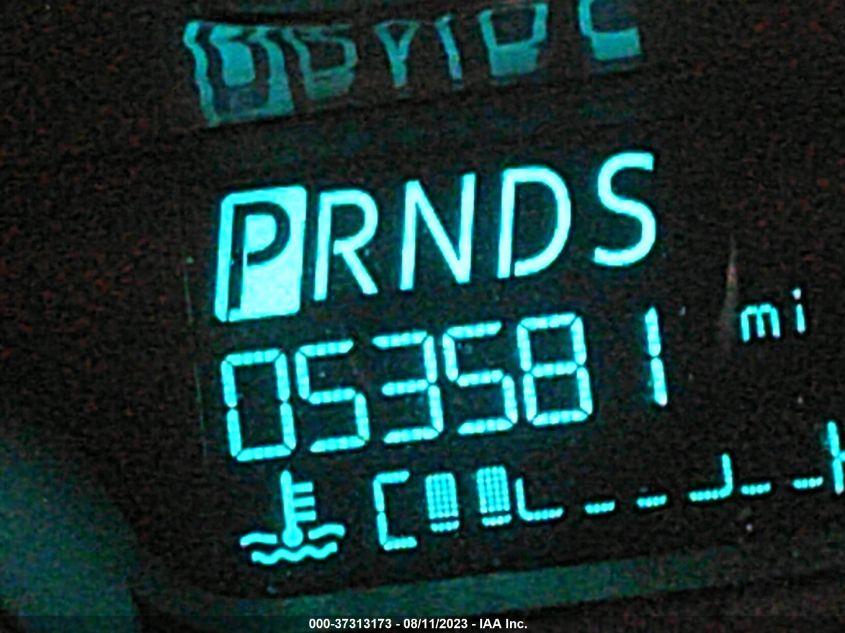 PRNDS
053581 mi
C H
000-37313173 - 08/11/2023 - IAA Inc.